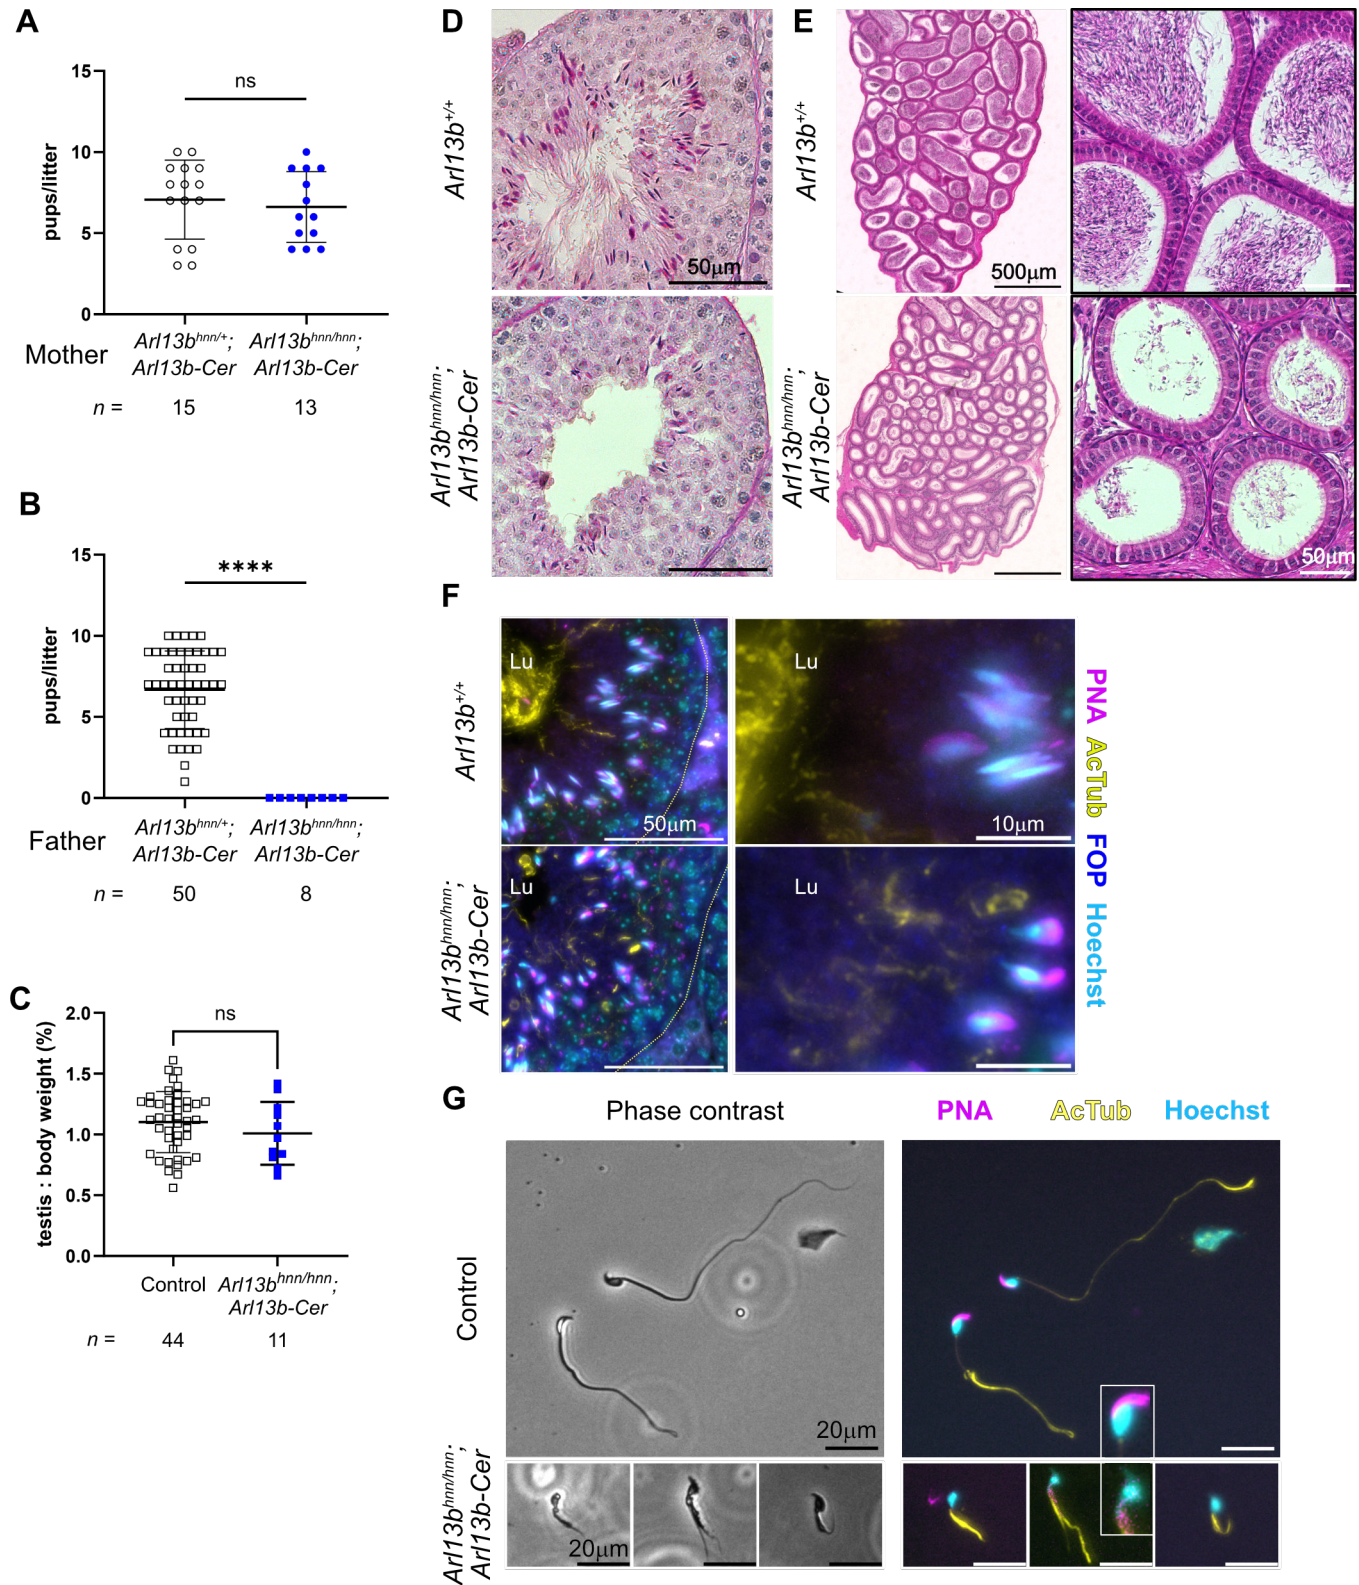 A
15
10
5
0
pups/litter
ns
Mother
Arl13b^hnn/+;
Arl13b-Cer
Arl13b^hnn/hnn;
Arl13b-Cer
n =
15
13
B
15
10
5
0
pups/litter
****
Father
Arl13b^hnn/+;
Arl13b-Cer
Arl13b^hnn/hnn;
Arl13b-Cer
n =
50
8
C
2.0
1.5
1.0
0.5
0.0
testis : body weight (%)
ns
Control
Arl13b^hnn/hnn;
Arl13b-Cer
n =
44
11
D
Arl13b^+/+
50μm
Arl13b^hnn/hnn;
Arl13b-Cer
E
Arl13b^+/+
500μm
Arl13b^hnn/hnn;
Arl13b-Cer
50μm
F
Arl13b^+/+
Lu
50μm
Lu
10μm
Arl13b^hnn/hnn;
Arl13b-Cer
Lu
Lu
PNA AcTub FOP Hoechst
G
Phase contrast
PNA AcTub Hoechst
Control
20μm
Arl13b^hnn/hnn;
Arl13b-Cer
20μm